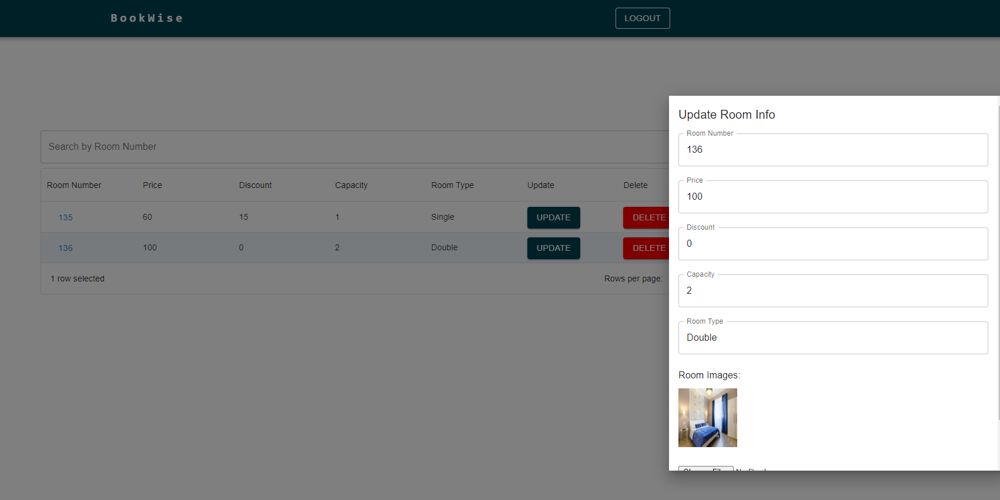 BookWise
LOGOUT
Search by Room Number
Room Number Price Discount Capacity Room Type Update Delete
135 60 15 1 Single UPDATE DELETE
136 100 0 2 Double UPDATE DELETE
1 row selected Rows per page:
Update Room Info
Room Number
136
Price
100
Discount
0
Capacity
2
Room Type
Double
Room Images: